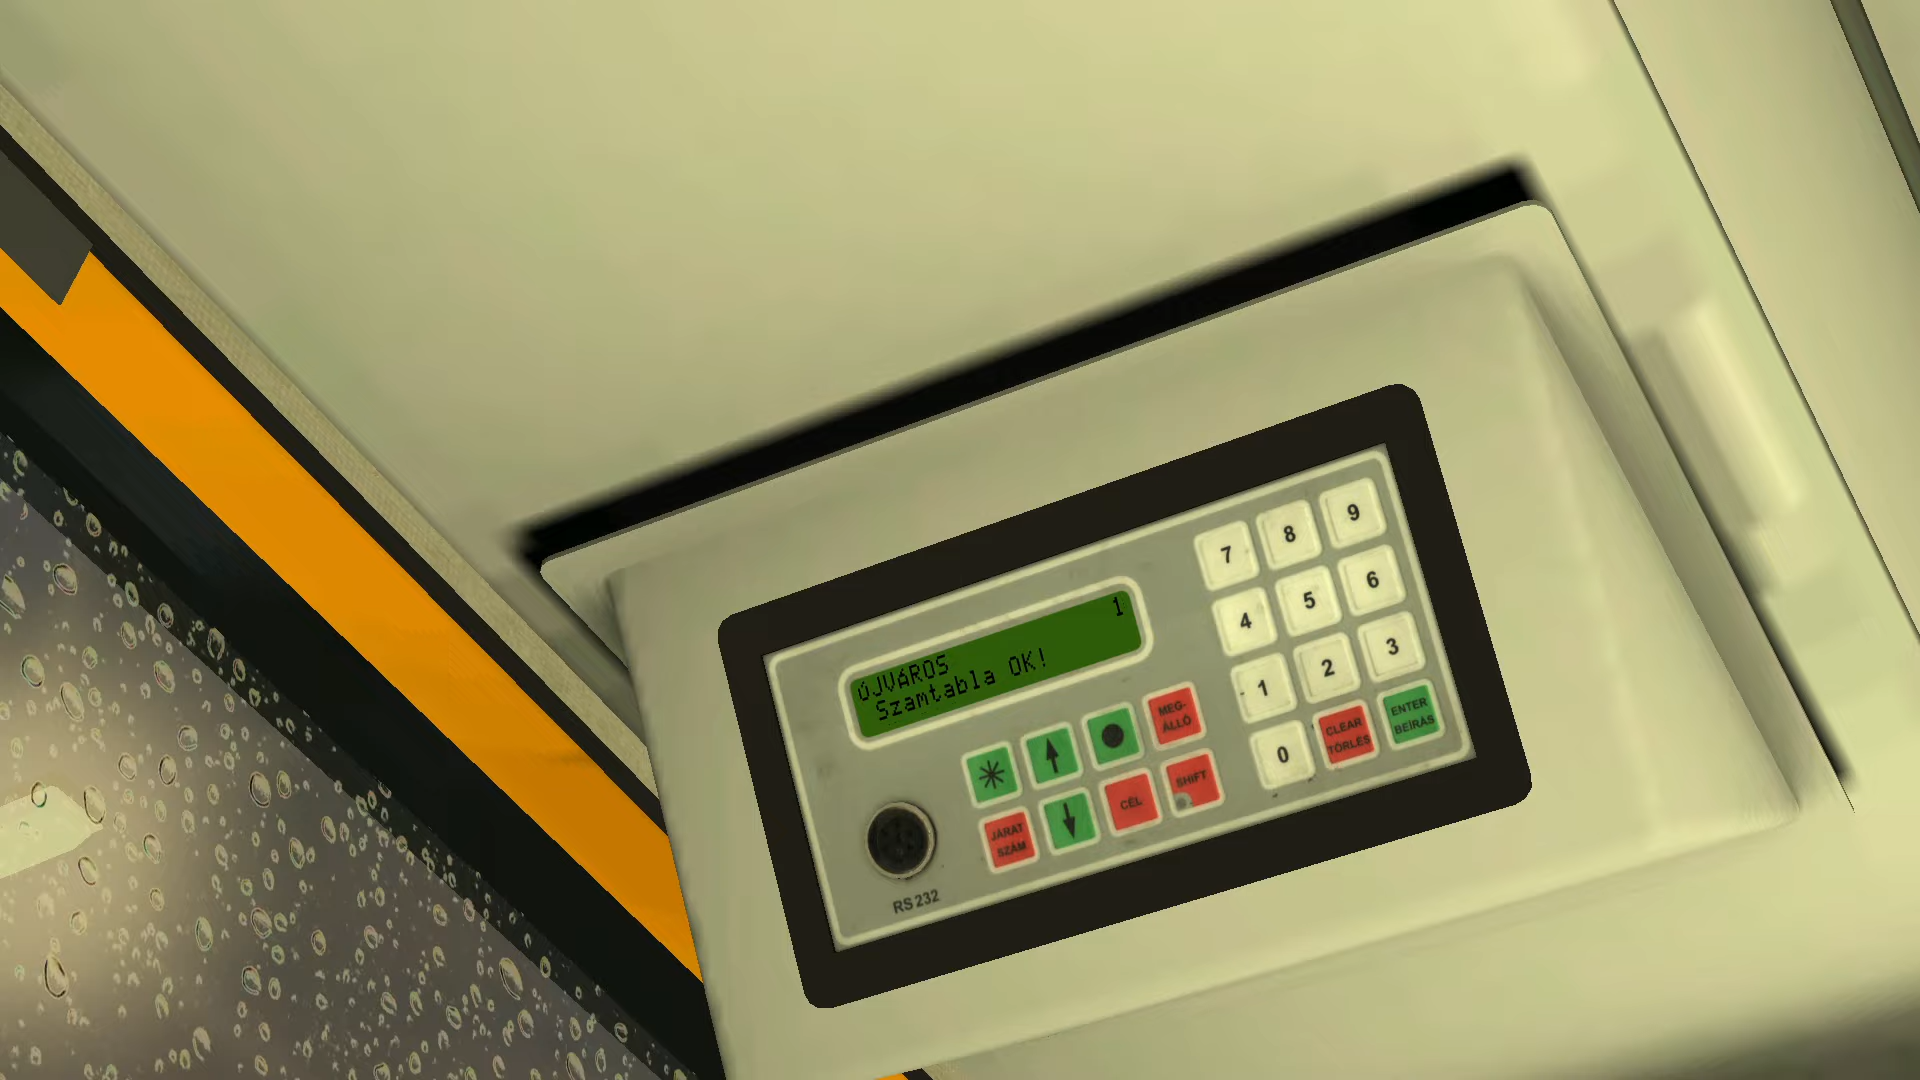 1
ÚJVÁROS
Szamtabla OK!
7 8 9
4 5 6
1 2 3
0 CLEAR TÖRLÉS ENTER BEÍRÁS
MEG-
ÁLLÓ
JÁRAT
SZÁM
CÉL
SHIFT
RS 232